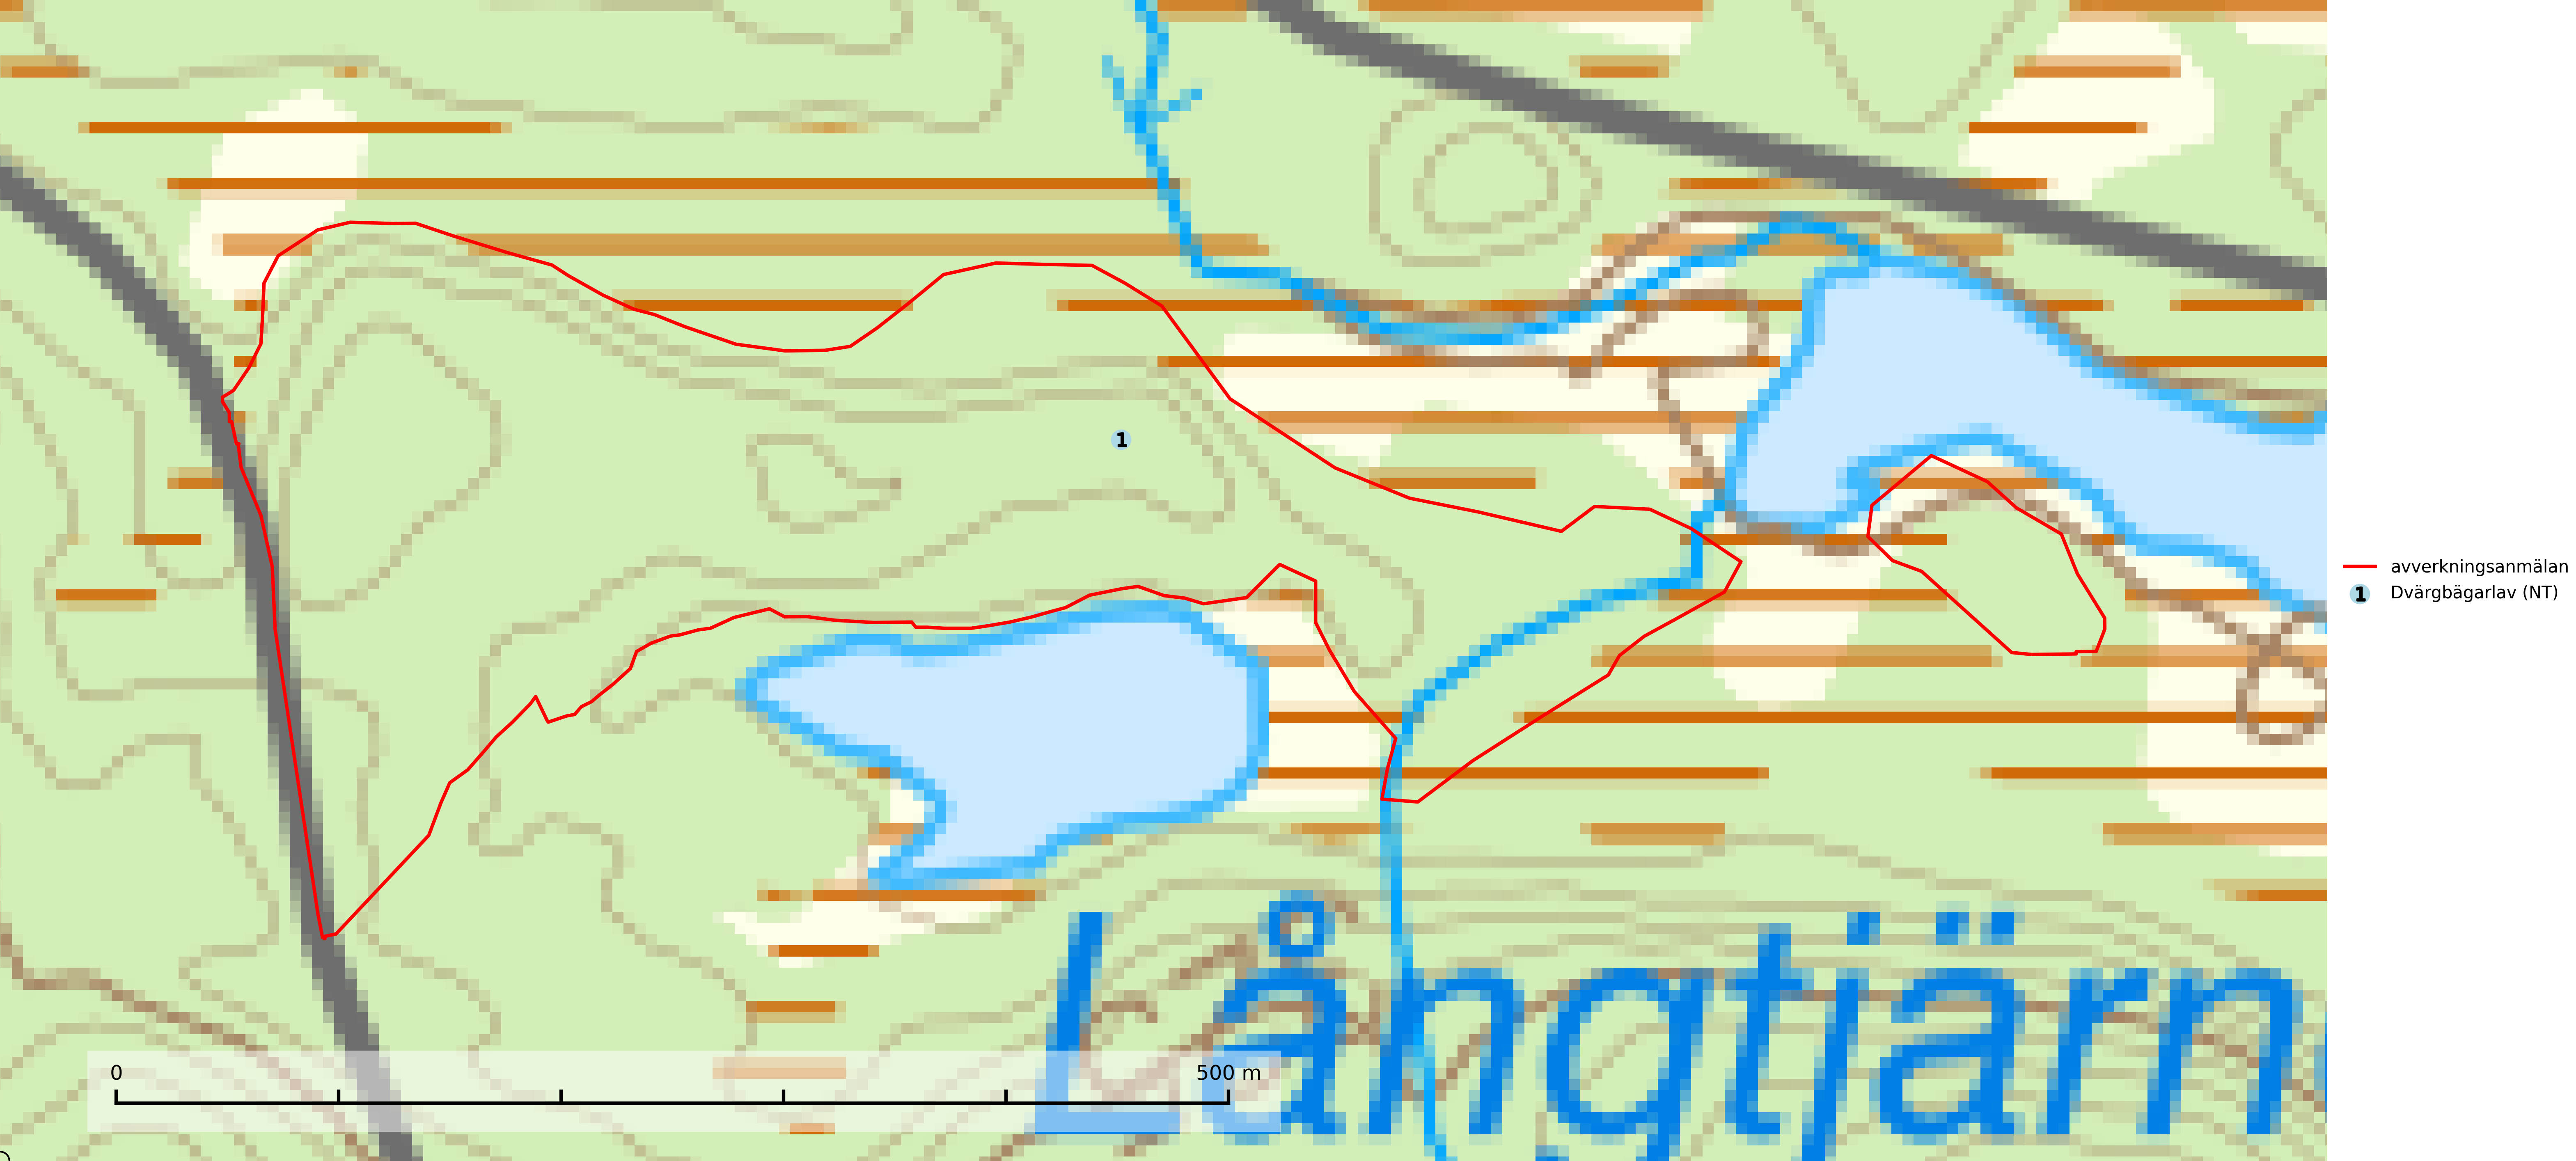 1
avverkningsanmälan
1 Dvärgbägarlav (NT)
Långtjärn
0 500 m